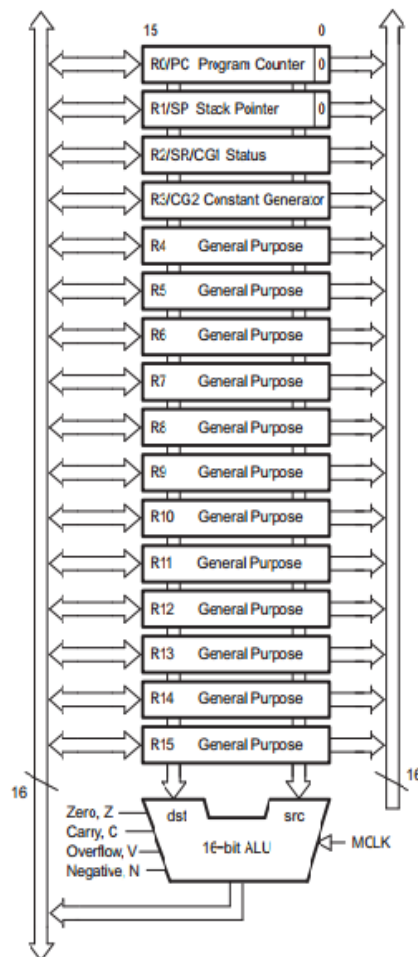 15 0
R0/PC Program Counter 0
R1/SP Stack Pointer 0
R2/SR/CG1 Status
R3/CG2 Constant Generator
R4 General Purpose
R5 General Purpose
R6 General Purpose
R7 General Purpose
R8 General Purpose
R9 General Purpose
R10 General Purpose
R11 General Purpose
R12 General Purpose
R13 General Purpose
R14 General Purpose
R15 General Purpose
16 16
Zero, Z dst src
Carry, C
Overflow, V 16-bit ALU MCLK
Negative, N